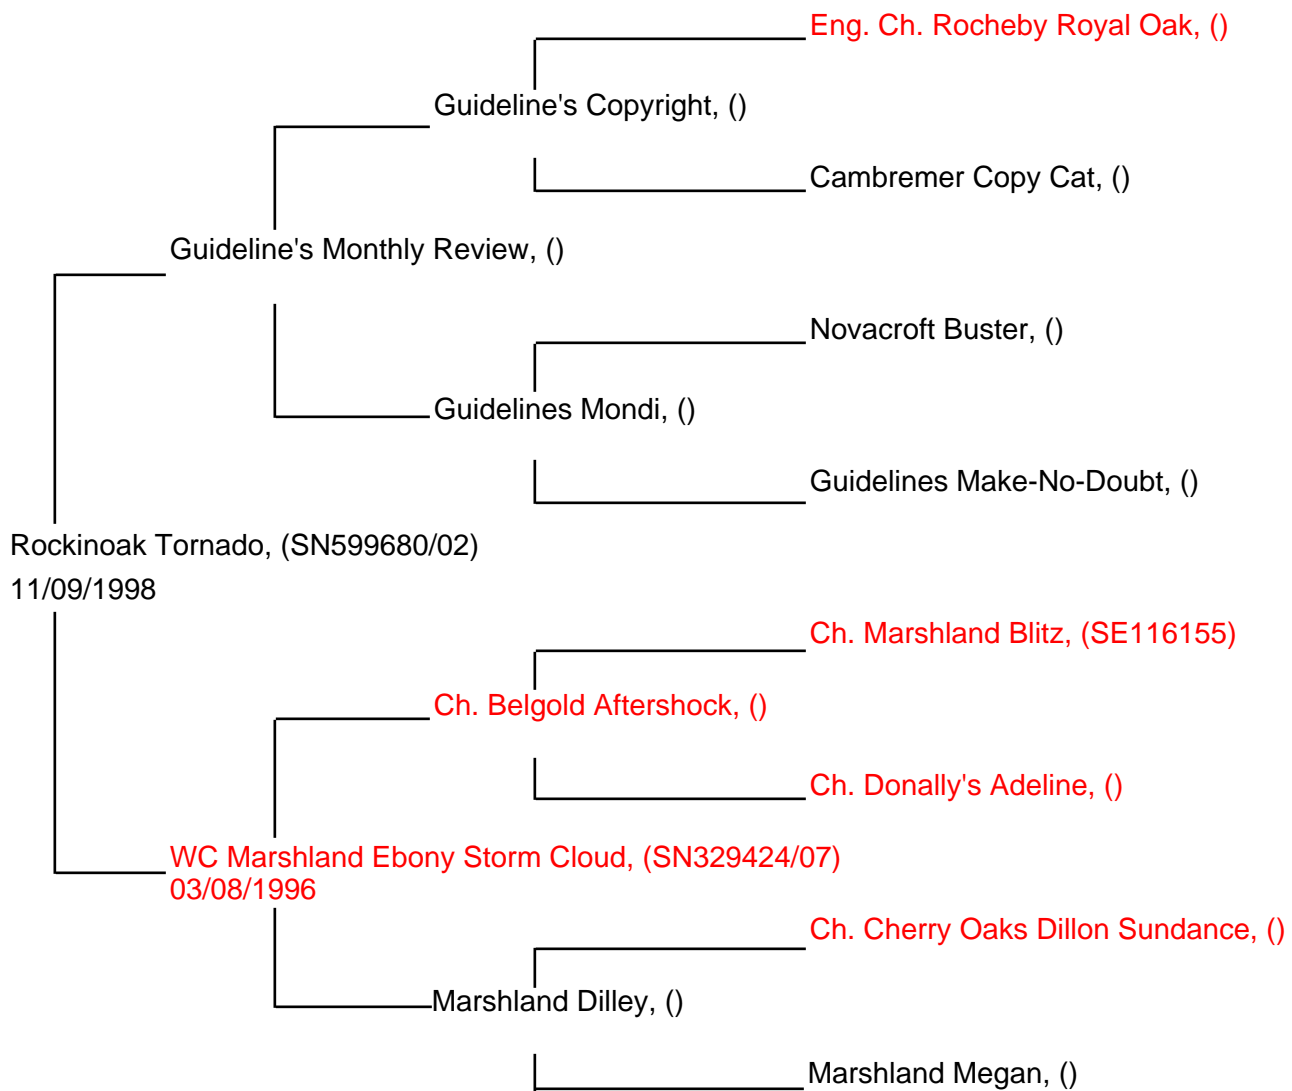 Eng. Ch. Rocheby Royal Oak, ()
Guideline's Copyright, ()
Cambremer Copy Cat, ()
Guideline's Monthly Review, ()
Novacroft Buster, ()
Guidelines Mondi, ()
Guidelines Make-No-Doubt, ()
Rockinoak Tornado, (SN599680/02)
11/09/1998
Ch. Marshland Blitz, (SE116155)
Ch. Belgold Aftershock, ()
Ch. Donally's Adeline, ()
WC Marshland Ebony Storm Cloud, (SN329424/07)
03/08/1996
Ch. Cherry Oaks Dillon Sundance, ()
Marshland Dilley, ()
Marshland Megan, ()